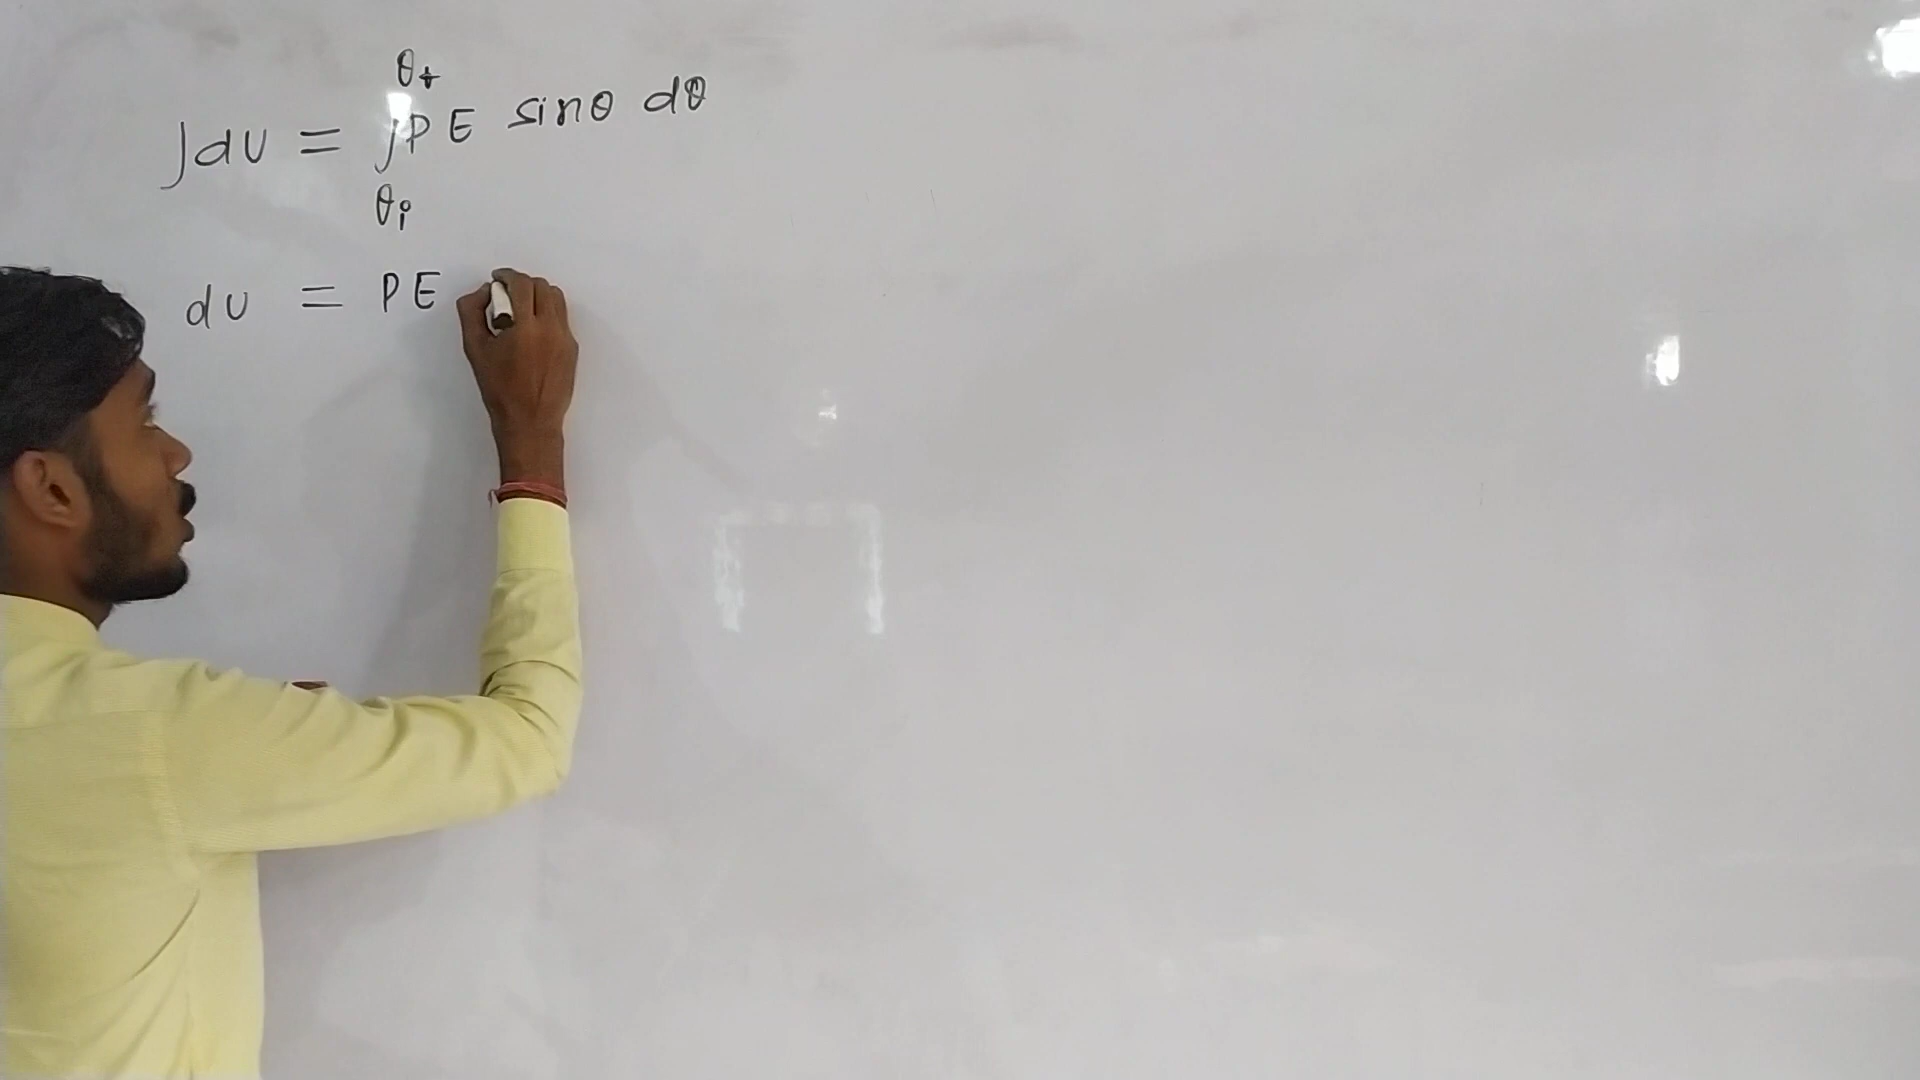 θf
∫dU = ∫PE sinθ dθ
θi
dU = PE